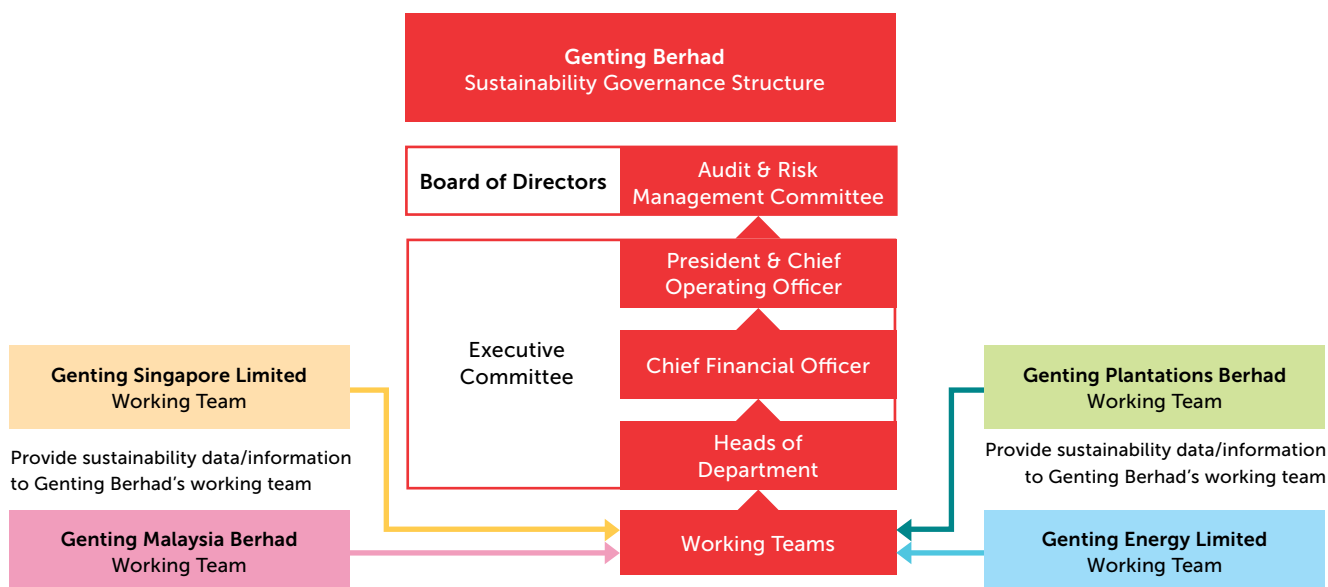 Genting Berhad
Sustainability Governance Structure
Board of Directors
Audit & Risk
Management Committee
Executive
Committee
President & Chief
Operating Officer
Chief Financial Officer
Heads of
Department
Working Teams
Genting Singapore Limited
Working Team
Provide sustainability data/information
to Genting Berhad’s working team
Genting Malaysia Berhad
Working Team
Genting Plantations Berhad
Working Team
Provide sustainability data/information
to Genting Berhad’s working team
Genting Energy Limited
Working Team